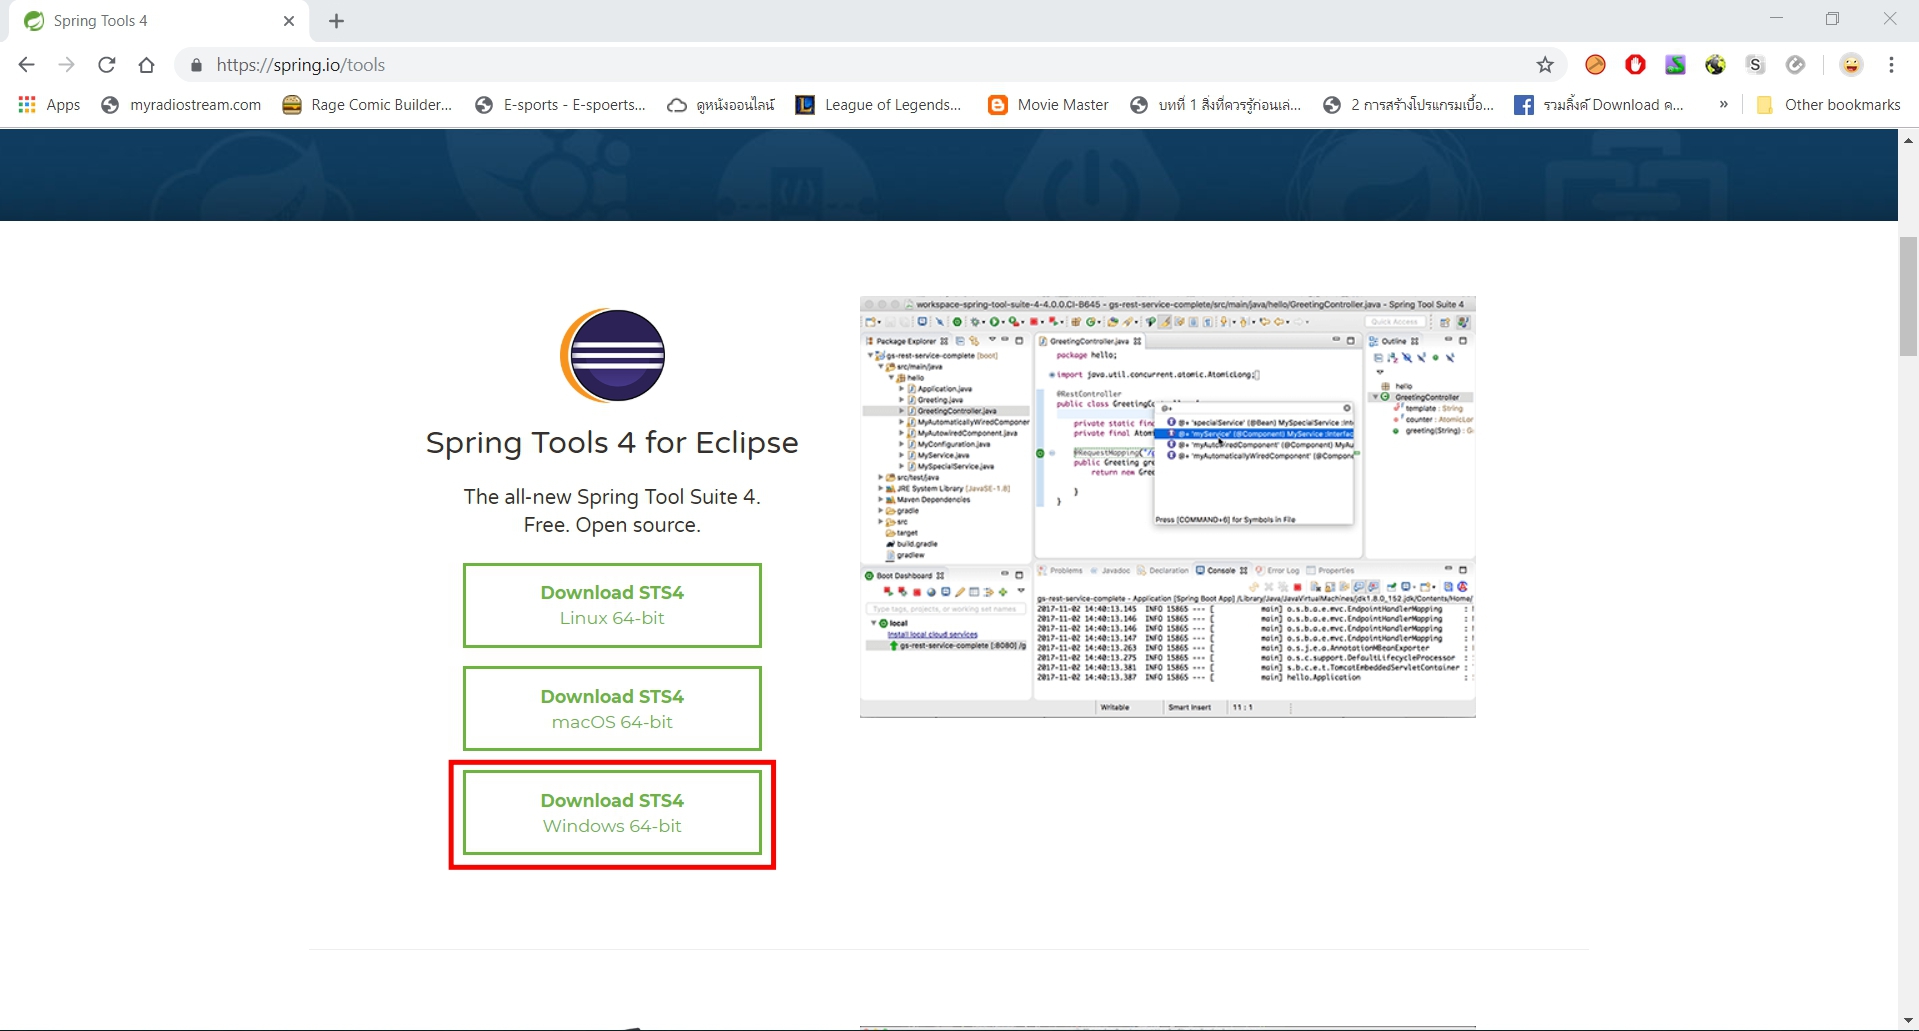 Spring Tools 4
https://spring.io/tools
Apps
myradiostream.com
Rage Comic Builder...
E-sports - E-spoerts...
ดูหนังออนไลน์
League of Legends...
Movie Master
บทที่ 1 สิ่งที่ควรรู้ก่อนเล่...
2 การสร้างโปรแกรมเบื้อ...
รวมลิ้งค์ Download ค...
»
Other bookmarks
Spring Tools 4 for Eclipse
The all-new Spring Tool Suite 4.
Free. Open source.
Download STS4
Linux 64-bit
Download STS4
macOS 64-bit
Download STS4
Windows 64-bit
workspace-spring-tool-suite-4-4.0.0.CI-B645 - gs-rest-service-complete/src/main/java/hello/GreetingController.java - Spring Tool Suite 4
Quick Access
Package Explorer
gs-rest-service-complete [boot]
src/main/java
hello
Application.java
Greeting.java
GreetingController.java
MyAutomaticallyWiredComponer
MyAutowiredComponent.java
MyConfiguration.java
MyService.java
MySpecialService.java
src/test/java
JRE System Library [JavaSE-1.8]
Maven Dependencies
gradle
src
target
build.gradle
gradlew
GreetingController.java
package hello;
import java.util.concurrent.atomic.AtomicLong;
@RestController
public class GreetingC
private static fin
private final Atom
@RequestMapping("/g
public Greeting gre
return new Gree
}
}
@+
@+ 'specialService' (@Bean) MySpecialService :Int
@+ 'myService' (@Component) MyService :Interfac
@+ 'myAutowiredComponent' (@Component) MyAu
@+ 'myAutomaticallyWiredComponent' (@Compone
Press [COMMAND+6] for Symbols in File
Outline
hello
GreetingController
template : String
counter : AtomicLor
greeting(String) : G
Boot Dashboard
Type tags, projects, or working set names
local
Install local cloud services
gs-rest-service-complete [:8080] /g
Problems
Javadoc
Declaration
Console
Error Log
Properties
gs-rest-service-complete - Application [Spring Boot App] /Library/Java/JavaVirtualMachines/jdk1.8.0_152.jdk/Contents/Home/
2017-11-02 14:40:13.145 INFO 15865 --- [ main] o.s.b.a.e.mvc.EndpointHandlerMapping :
2017-11-02 14:40:13.146 INFO 15865 --- [ main] o.s.b.a.e.mvc.EndpointHandlerMapping :
2017-11-02 14:40:13.146 INFO 15865 --- [ main] o.s.b.a.e.mvc.EndpointHandlerMapping :
2017-11-02 14:40:13.147 INFO 15865 --- [ main] o.s.b.a.e.mvc.EndpointHandlerMapping :
2017-11-02 14:40:13.263 INFO 15865 --- [ main] o.s.j.e.a.AnnotationMBeanExporter :
2017-11-02 14:40:13.275 INFO 15865 --- [ main] o.s.c.support.DefaultLifecycleProcessor :
2017-11-02 14:40:13.381 INFO 15865 --- [ main] s.b.c.e.t.TomcatEmbeddedServletContainer :
2017-11-02 14:40:13.387 INFO 15865 --- [ main] hello.Application :
Writable
Smart Insert
11 : 1